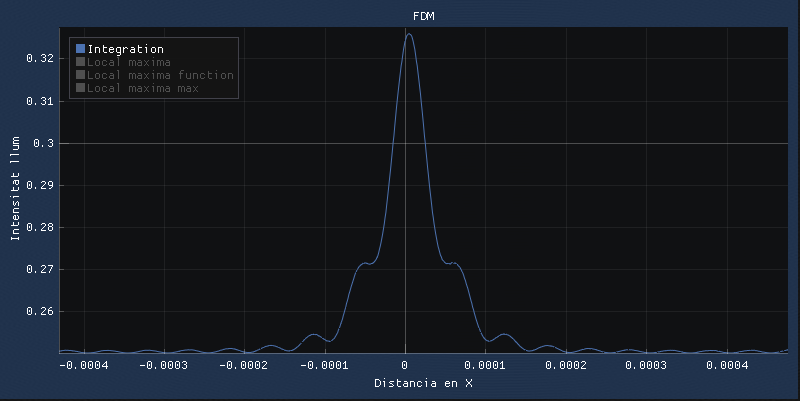 FDM
Integration
Local maxima
Local maxima function
Local maxima max
Intensitat llum
0.32
0.31
0.3
0.29
0.28
0.27
0.26
-0.0004 -0.0003 -0.0002 -0.0001 0 0.0001 0.0002 0.0003 0.0004
Distancia en X